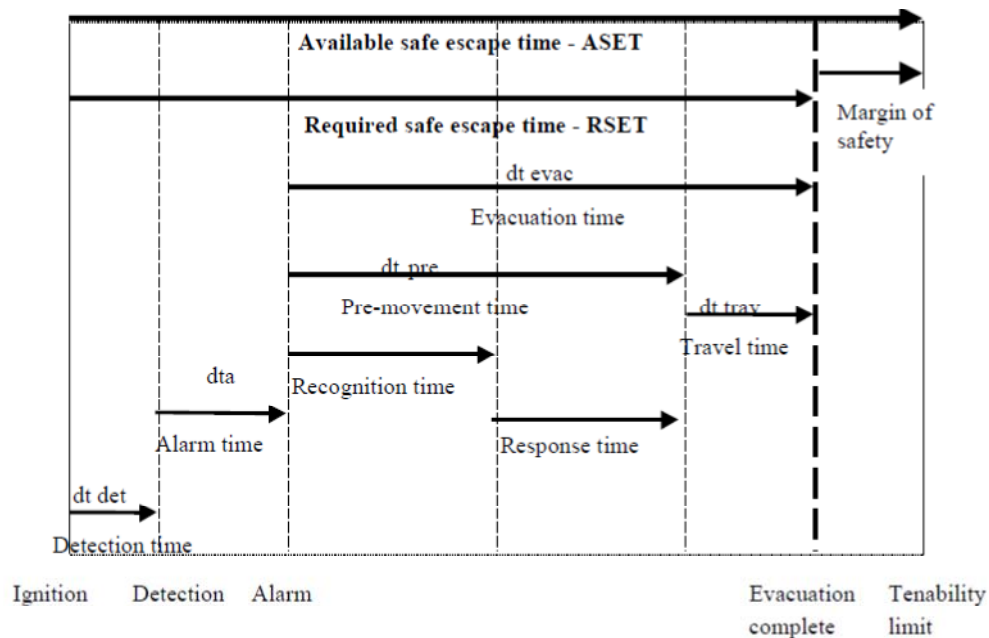 Available safe escape time - ASET
Margin of
safety
Required safe escape time - RSET
dt evac
Evacuation time
dt pre
Pre-movement time
dt trav
Travel time
dta
Recognition time
Alarm time
Response time
dt det
Detection time
Ignition
Detection
Alarm
Evacuation
complete
Tenability
limit